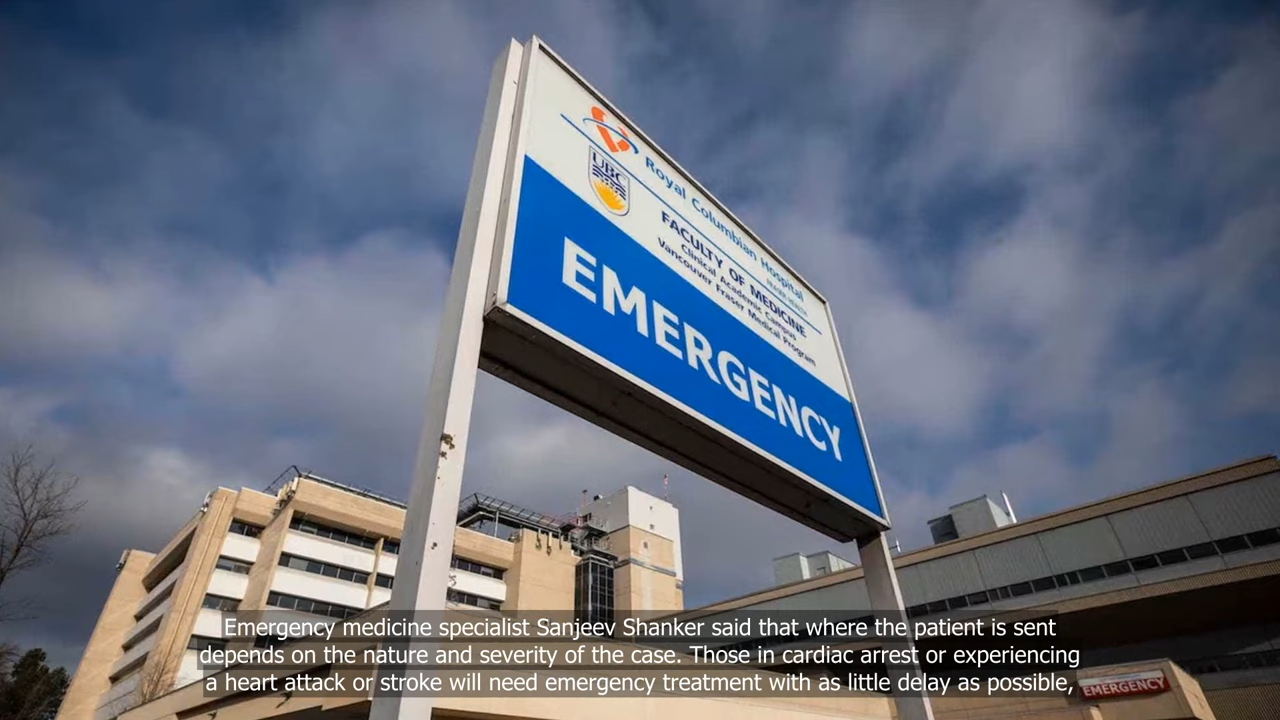 Royal Columbian Hospital
UBC
FACULTY OF MEDICINE
Clinical Academic Campus
Vancouver Fraser Medical Program
EMERGENCY
Emergency medicine specialist Sanjeev Shanker said that where the patient is sent
depends on the nature and severity of the case. Those in cardiac arrest or experiencing
a heart attack or stroke will need emergency treatment with as little delay as possible,
EMERGENCY